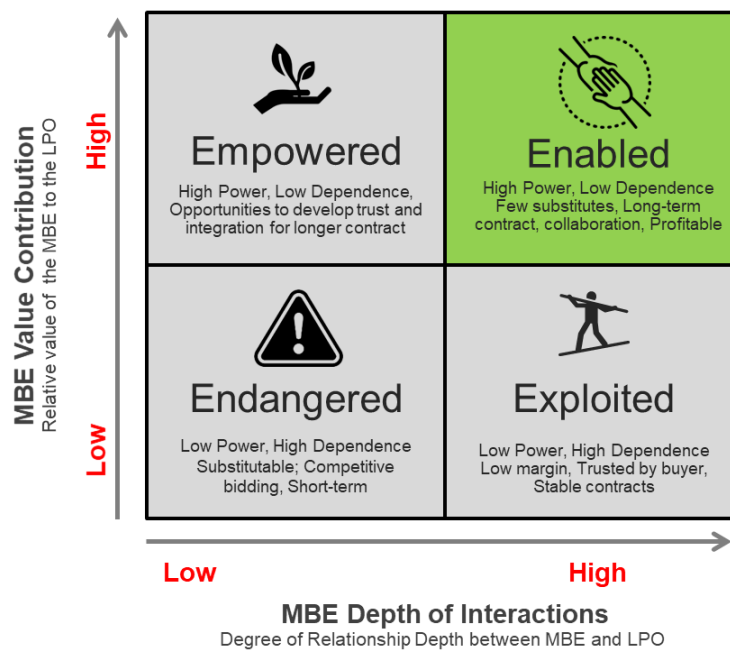 MBE Value Contribution
Relative value of the MBE to the LPO
High
Low
Empowered
High Power, Low Dependence,
Opportunities to develop trust and
integration for longer contract
Enabled
High Power, Low Dependence
Few substitutes, Long-term
contract, collaboration, Profitable
Endangered
Low Power, High Dependence
Substitutable; Competitive
bidding, Short-term
Exploited
Low Power, High Dependence
Low margin, Trusted by buyer,
Stable contracts
Low
High
MBE Depth of Interactions
Degree of Relationship Depth between MBE and LPO